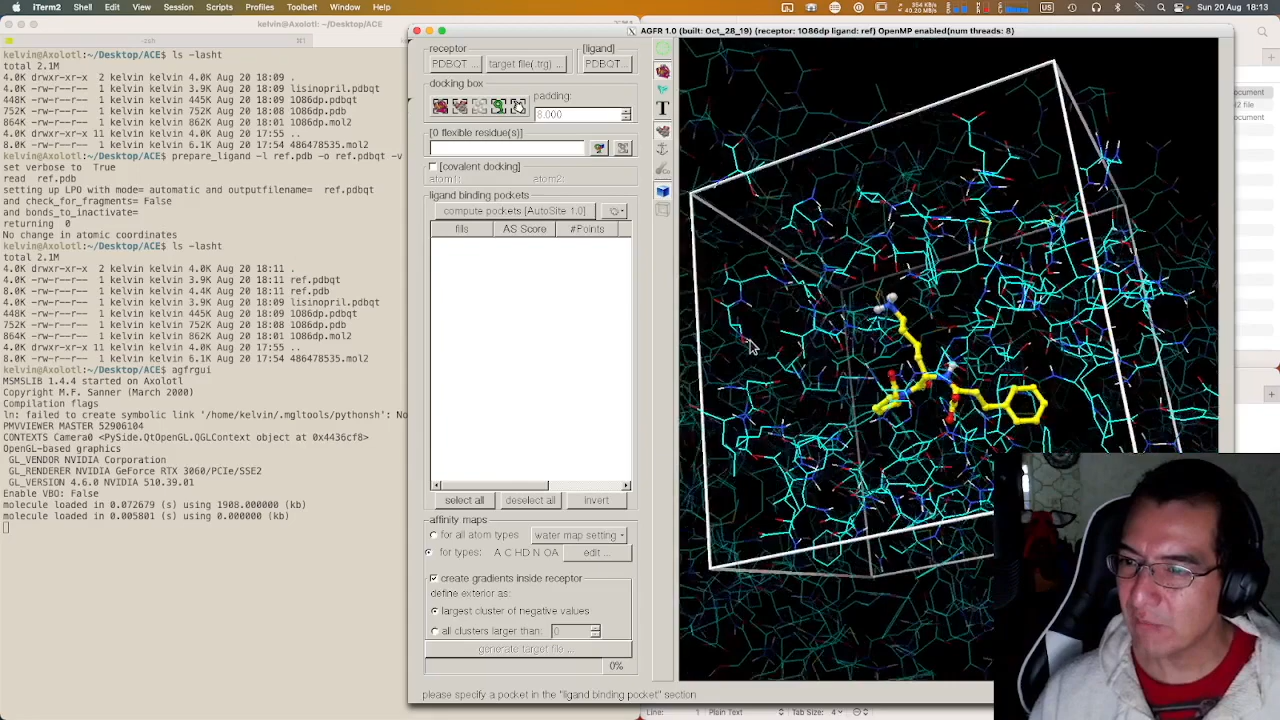 iTerm2 Shell Edit View Session Scripts Profiles Toolbelt Window Help
354 KB/s
40.20 MB/s
Sun 20 Aug 18:13
kelvin@Axolotl: ~/Desktop/ACE
-zsh
⌘1
kelvin@Axolotl:~/Desktop/ACE$ ls -lasht
total 2.1M
4.0K drwxr-xr-x 2 kelvin kelvin 4.0K Aug 20 18:09 .
4.0K -rw-r--r-- 1 kelvin kelvin 3.9K Aug 20 18:09 lisinopril.pdbqt
448K -rw-r--r-- 1 kelvin kelvin 445K Aug 20 18:09 1O86dp.pdbqt
752K -rw-r--r-- 1 kelvin kelvin 752K Aug 20 18:08 1O86dp.pdb
864K -rw-r--r-- 1 kelvin kelvin 862K Aug 20 18:01 1O86dp.mol2
4.0K drwxr-xr-x 11 kelvin kelvin 4.0K Aug 20 17:55 ..
8.0K -rw-r--r-- 1 kelvin kelvin 6.1K Aug 20 17:54 486478535.mol2
kelvin@Axolotl:~/Desktop/ACE$ prepare_ligand -l ref.pdb -o ref.pdbqt -v
set verbose to True
read ref.pdb
setting up LPO with mode= automatic and outputfilename= ref.pdbqt
and check_for_fragments= False
and bonds_to_inactivate=
returning 0
No change in atomic coordinates
kelvin@Axolotl:~/Desktop/ACE$ ls -lasht
total 2.1M
4.0K drwxr-xr-x 2 kelvin kelvin 4.0K Aug 20 18:11 .
4.0K -rw-r--r-- 1 kelvin kelvin 3.9K Aug 20 18:11 ref.pdbqt
8.0K -rw-r--r-- 1 kelvin kelvin 4.4K Aug 20 18:11 ref.pdb
4.0K -rw-r--r-- 1 kelvin kelvin 3.9K Aug 20 18:09 lisinopril.pdbqt
448K -rw-r--r-- 1 kelvin kelvin 445K Aug 20 18:09 1O86dp.pdbqt
752K -rw-r--r-- 1 kelvin kelvin 752K Aug 20 18:08 1O86dp.pdb
864K -rw-r--r-- 1 kelvin kelvin 862K Aug 20 18:01 1O86dp.mol2
4.0K drwxr-xr-x 11 kelvin kelvin 4.0K Aug 20 17:55 ..
8.0K -rw-r--r-- 1 kelvin kelvin 6.1K Aug 20 17:54 486478535.mol2
kelvin@Axolotl:~/Desktop/ACE$ agfrgui
MSMSLIB 1.4.4 started on Axolotl
Copyright M.F. Sanner (March 2000)
Compilation flags
ln: failed to create symbolic link '/home/kelvin/.mgltools/pythonsh': No
PMVVIEWER MASTER 52906104
CONTEXTS Camera0 <PySide.QtOpenGL.QGLContext object at 0x4436cf8>
OpenGL-based graphics
GL_VENDOR NVIDIA Corporation
GL_RENDERER NVIDIA GeForce RTX 3060/PCIe/SSE2
GL_VERSION 4.6.0 NVIDIA 510.39.01
Enable VBO: False
molecule loaded in 0.072679 (s) using 1908.000000 (kb)
molecule loaded in 0.005801 (s) using 0.000000 (kb)
AGFR 1.0 (built: Oct_28_19) (receptor: 1O86dp ligand: ref) OpenMP enabled(num threads: 8)
receptor
[ligand]
PDBQT ...
target file(.trg) ...
PDBQT...
docking box
padding:
8.000
[0 flexible residue(s)]
[covalent docking]
atom1:
atom2:
ligand binding pockets
compute pockets [AutoSite 1.0]
fills
AS Score
#Points
select all
deselect all
invert
affinity maps
for all atom types
water map setting
for types: A C HD N OA
edit ...
create gradients inside receptor
define exterior as:
largest cluster of negative values
all clusters larger than:
0
generate target file ...
0%
please specify a pocket in the "ligand binding pocket" section
T
Line: 1
Plain Text
Tab Size: 4